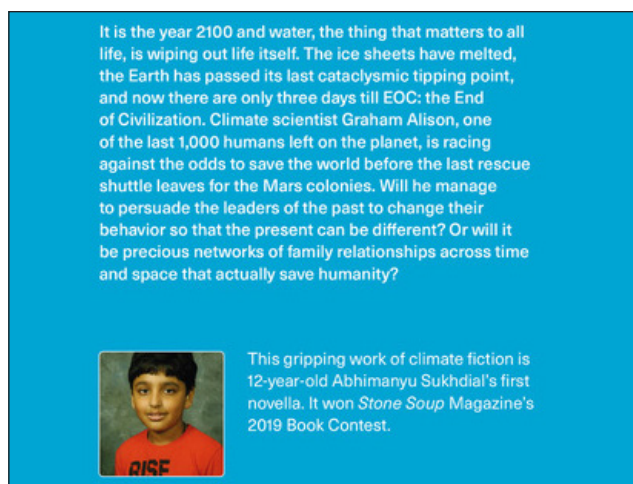 It is the year 2100 and water, the thing that matters to all
life, is wiping out life itself. The ice sheets have melted,
the Earth has passed its last cataclysmic tipping point,
and now there are only three days till EOC: the End
of Civilization. Climate scientist Graham Alison, one
of the last 1,000 humans left on the planet, is racing
against the odds to save the world before the last rescue
shuttle leaves for the Mars colonies. Will he manage
to persuade the leaders of the past to change their
behavior so that the present can be different? Or will it
be precious networks of family relationships across time
and space that actually save humanity?
This gripping work of climate fiction is
12-year-old Abhimanyu Sukhdial's first
novella. It won Stone Soup Magazine's
2019 Book Contest.
RISE